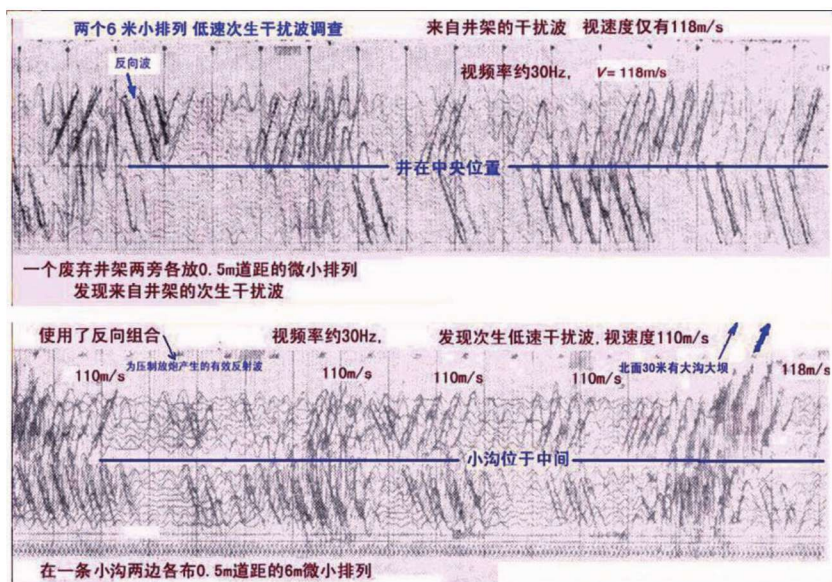 两个6 米小排列 低速次生干扰波调查
来自井架的干扰波 视速度仅有118m/s
反向波
视频率约30Hz, V= 118m/s
井在中央位置
一个废弃井架两旁各放0.5m道距的微小排列
发现来自井架的次生干扰波
使用了反向组合
视频率约30Hz,
发现次生低速干扰波,视速度110m/s
为压制放炮产生的有效反射波
北面30米有大沟大坝
110m/s
110m/s
110m/s
110m/s
118m/s
小沟位于中间
在一条小沟两边各布0.5m道距的6m微小排列